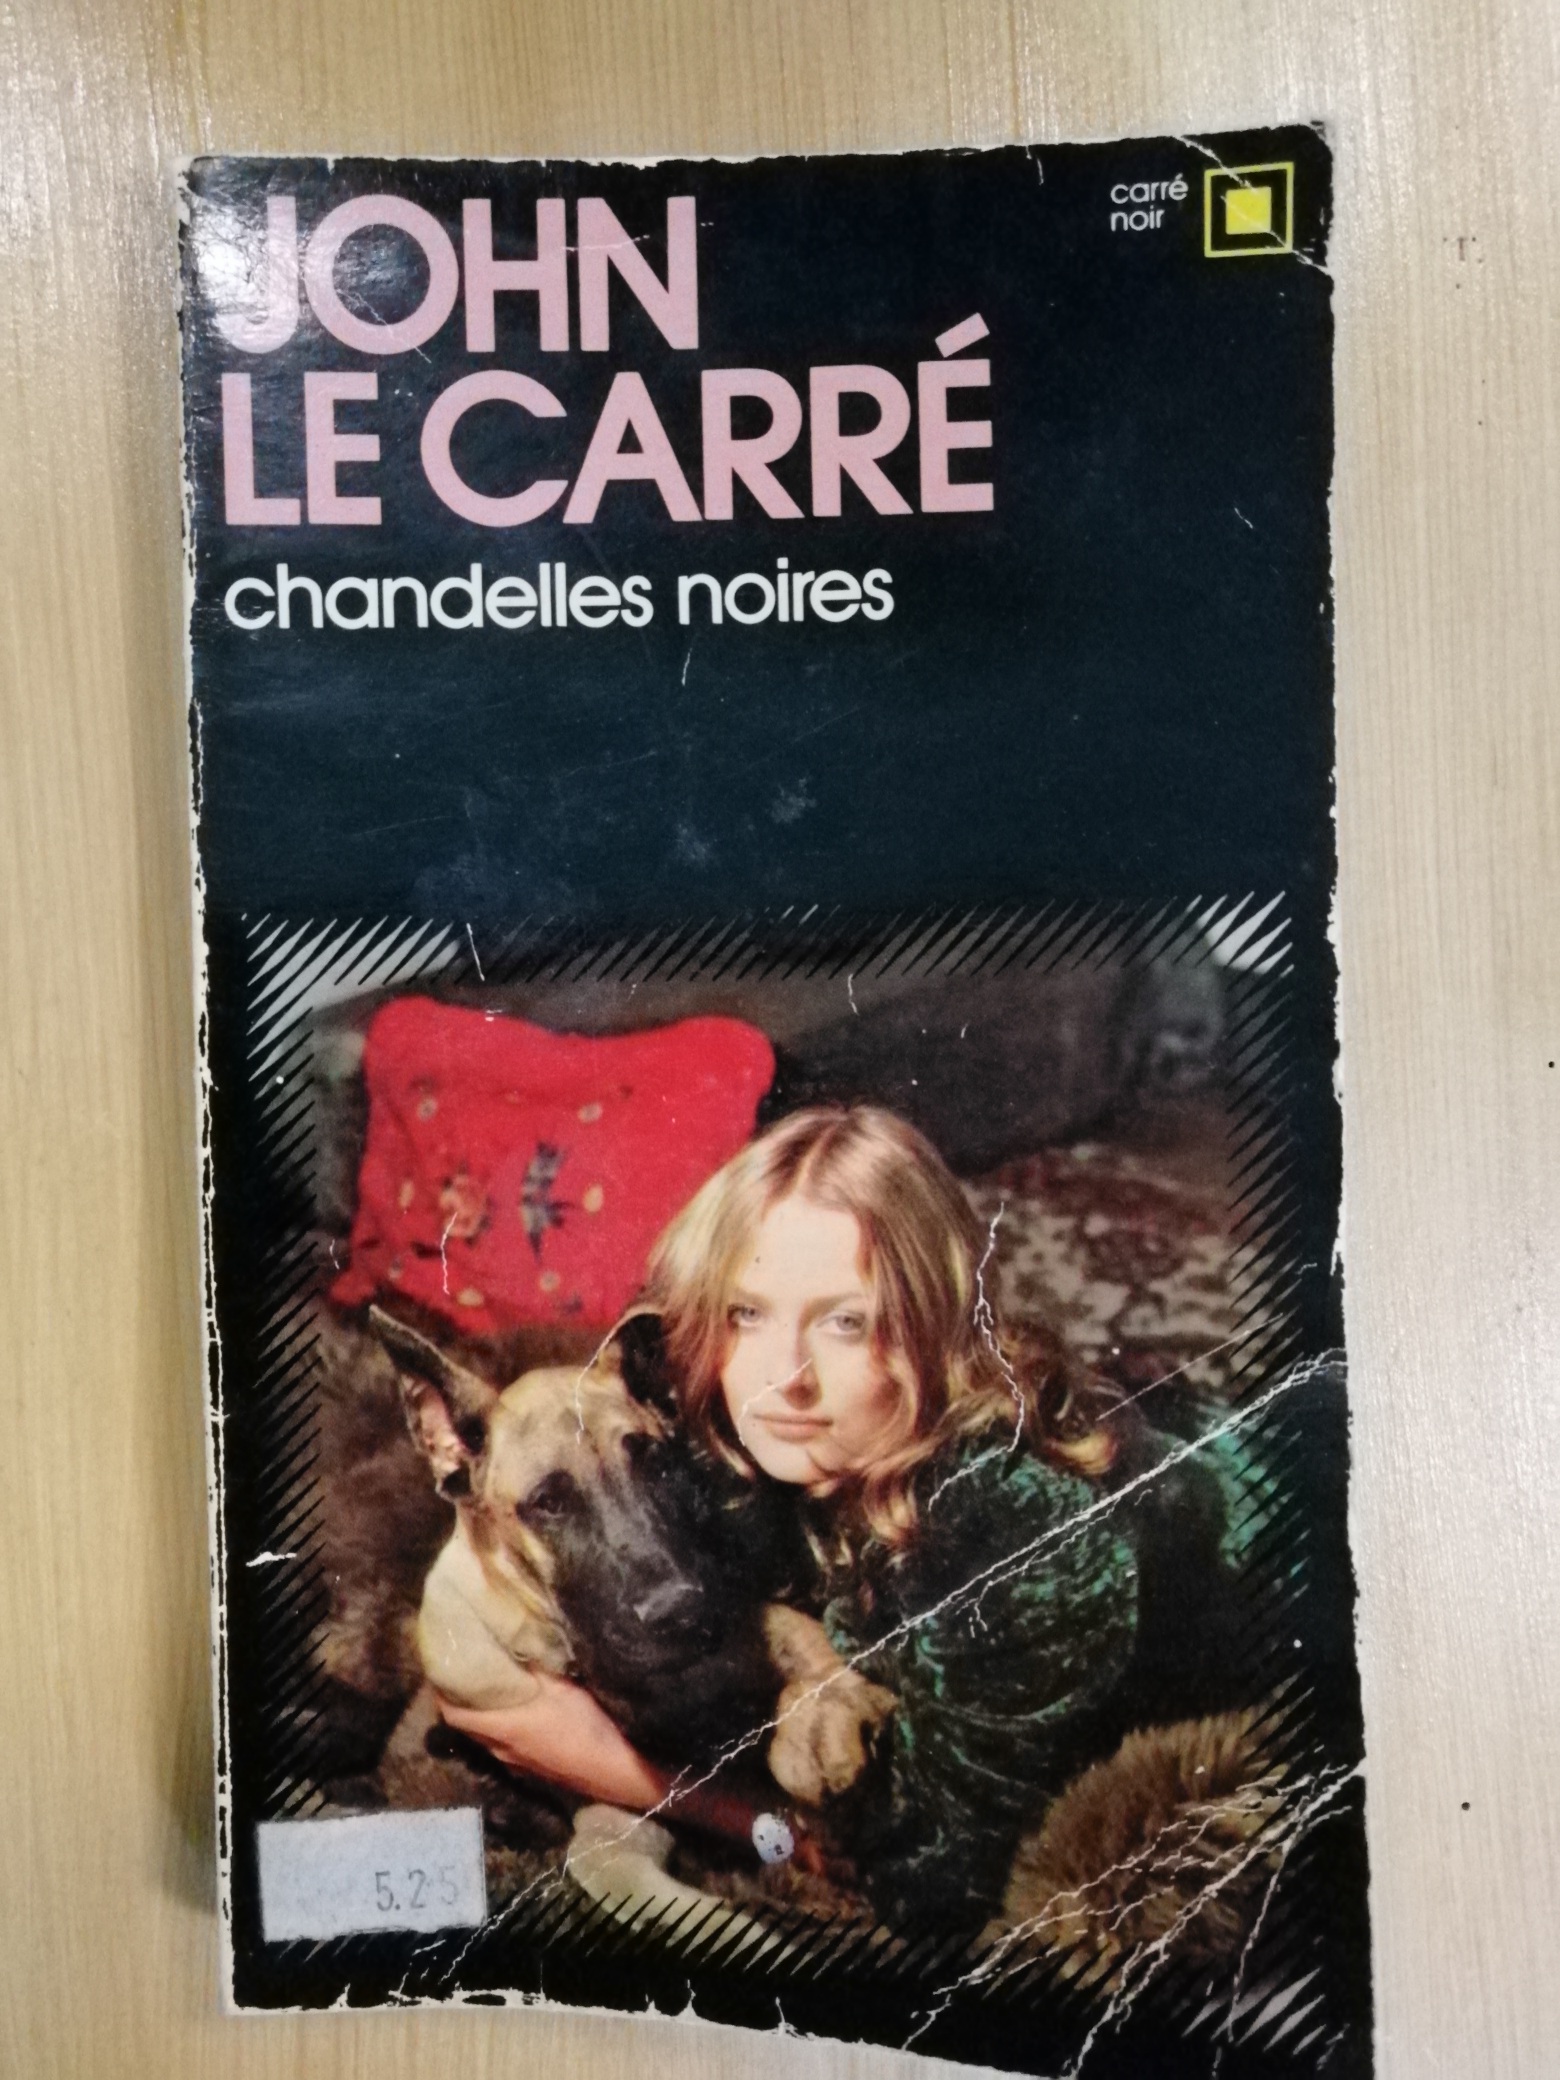 JOHN
LE CARRÉ
carré
noir
chandelles noires
5.25